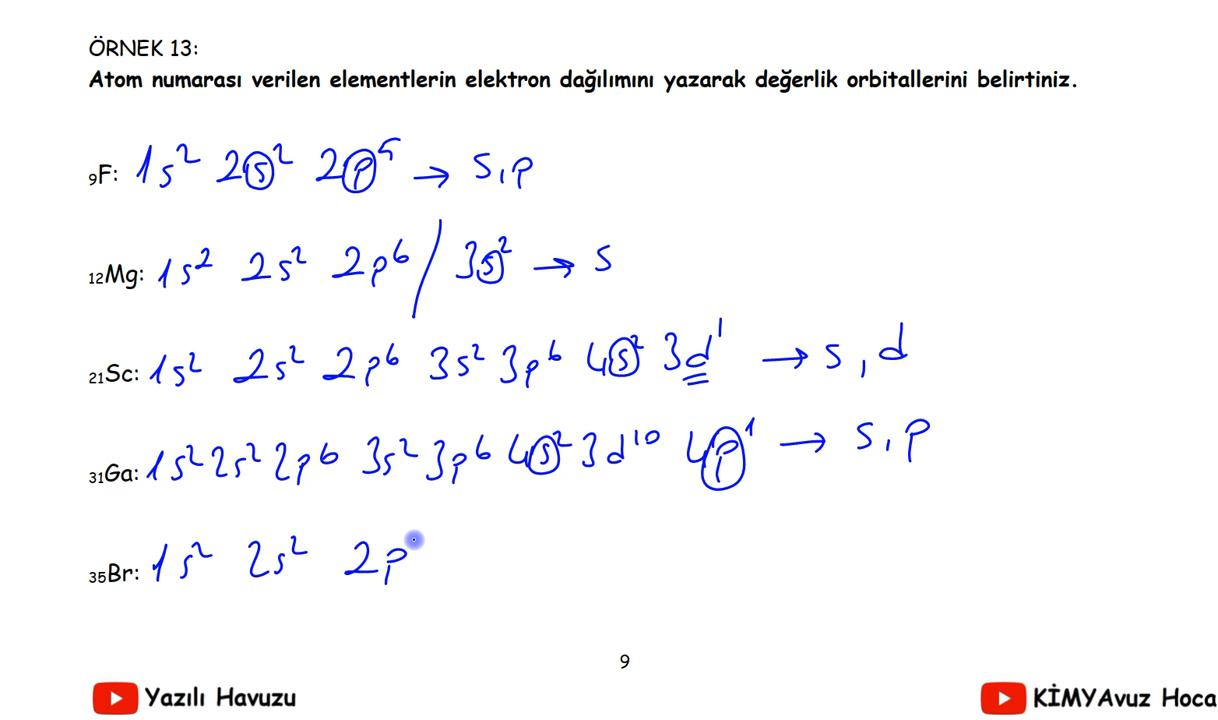 ÖRNEK 13:
Atom numarası verilen elementlerin elektron dağılımını yazarak değerlik orbitallerini belirtiniz.
₉F: 1s² 2s² 2p⁵ → s, p
₁₂Mg: 1s² 2s² 2p⁶ / 3s² → s
₂₁Sc: 1s² 2s² 2p⁶ 3s² 3p⁶ 4s² 3d¹ → s, d
₃₁Ga: 1s² 2s² 2p⁶ 3s² 3p⁶ 4s² 3d¹⁰ 4p¹ → s, p
₃₅Br: 1s² 2s² 2p
9
Yazılı Havuzu
KİMYAvuz Hoca